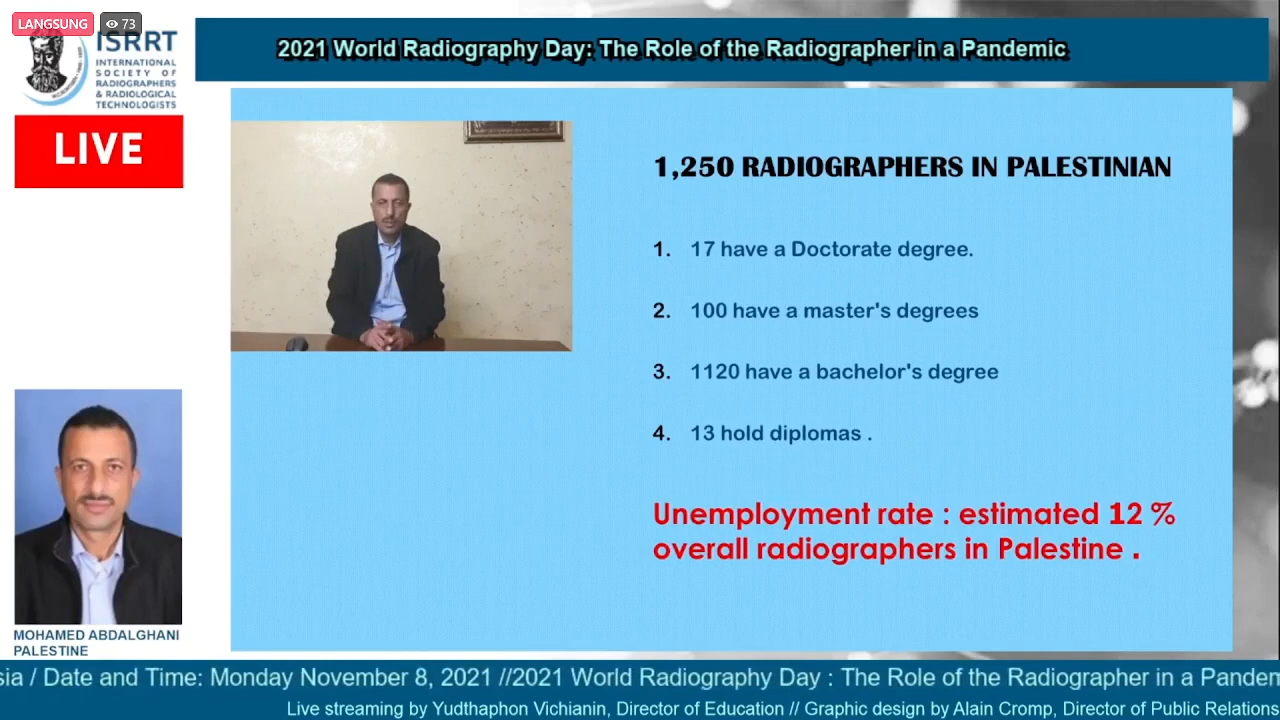 LANGSUNG 73
ISRRT
INTERNATIONAL
SOCIETY OF
RADIOGRAPHERS
& RADIOLOGICAL
TECHNOLOGISTS
2021 World Radiography Day: The Role of the Radiographer in a Pandemic
LIVE
1,250 RADIOGRAPHERS IN PALESTINIAN
1. 17 have a Doctorate degree.
2. 100 have a master's degrees
3. 1120 have a bachelor's degree
4. 13 hold diplomas .
Unemployment rate : estimated 12 %
overall radiographers in Palestine .
MOHAMED ABDALGHANI
PALESTINE
sia / Date and Time: Monday November 8, 2021 //2021 World Radiography Day : The Role of the Radiographer in a Pandem
Live streaming by Yudthaphon Vichianin, Director of Education // Graphic design by Alain Cromp, Director of Public Relations